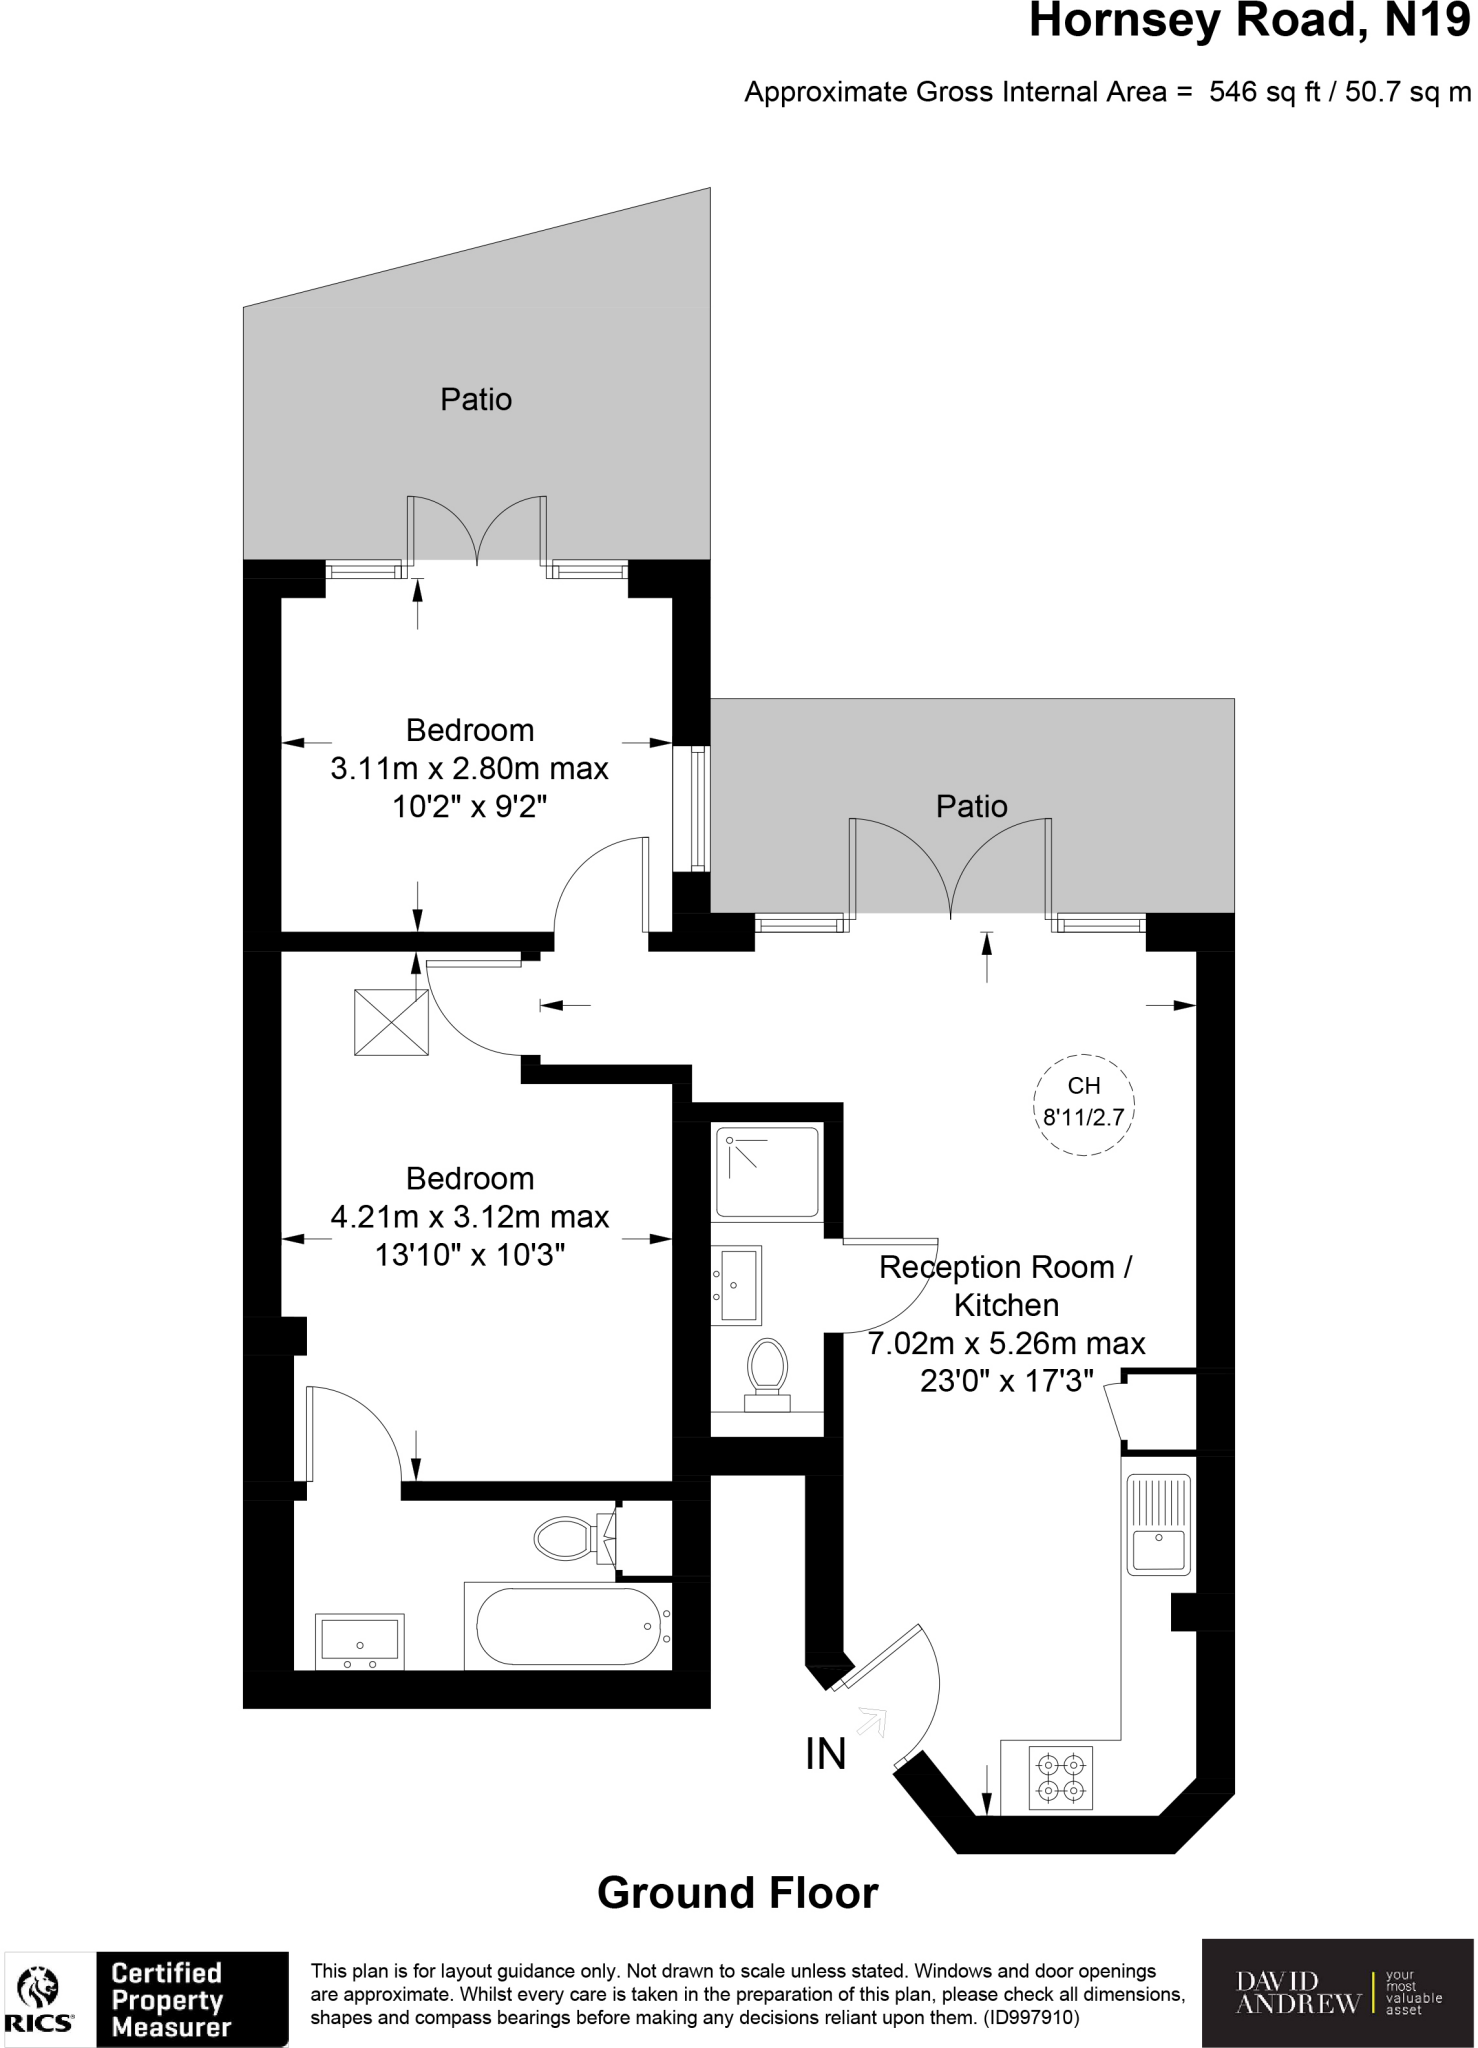 Hornsey Road, N19
Approximate Gross Internal Area = 546 sq ft / 50.7 sq m
Patio
Bedroom
3.11m x 2.80m max
10'2" x 9'2"
Patio
CH
8'11/2.7
Bedroom
4.21m x 3.12m max
13'10" x 10'3"
Reception Room /
Kitchen
7.02m x 5.26m max
23'0" x 17'3"
IN
Ground Floor
RICS
Certified
Property
Measurer
This plan is for layout guidance only. Not drawn to scale unless stated. Windows and door openings
are approximate. Whilst every care is taken in the preparation of this plan, please check all dimensions,
shapes and compass bearings before making any decisions reliant upon them. (ID997910)
DAVID
ANDREW
your
most
valuable
asset